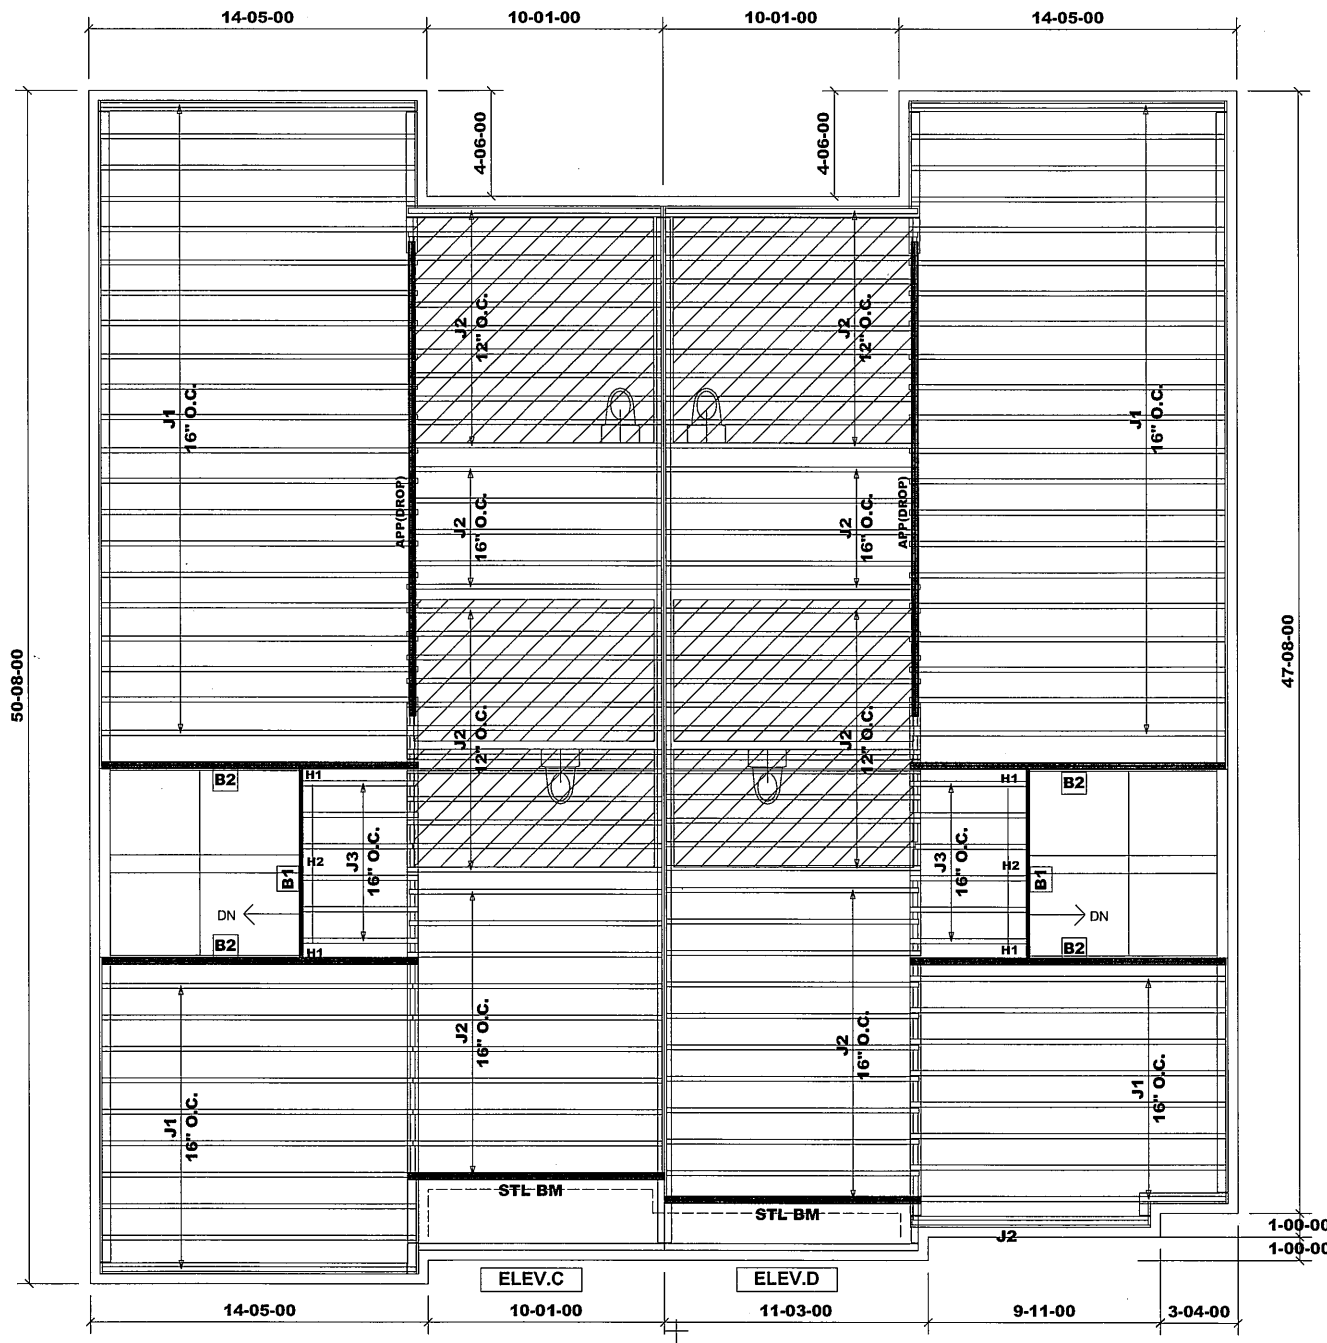 14-05-00
10-01-00
10-01-00
14-05-00
4-06-00
4-06-00
J1
16" O.C.
J2
12" O.C.
J2
12" O.C.
J1
16" O.C.
APP(DROP)
J2
16" O.C.
J2
16" O.C.
APP(DROP)
50-08-00
47-08-00
J2
12" O.C.
J2
12" O.C.
B2
H1
H1
B2
J3
16" O.C.
H2
B1
J3
16" O.C.
H2
B1
DN
DN
B2
H1
H1
B2
J2
16" O.C.
J2
16" O.C.
J1
16" O.C.
J1
16" O.C.
STL BM
STL BM
J2
1-00-00
1-00-00
ELEV.C
ELEV.D
14-05-00
10-01-00
11-03-00
9-11-00
3-04-00